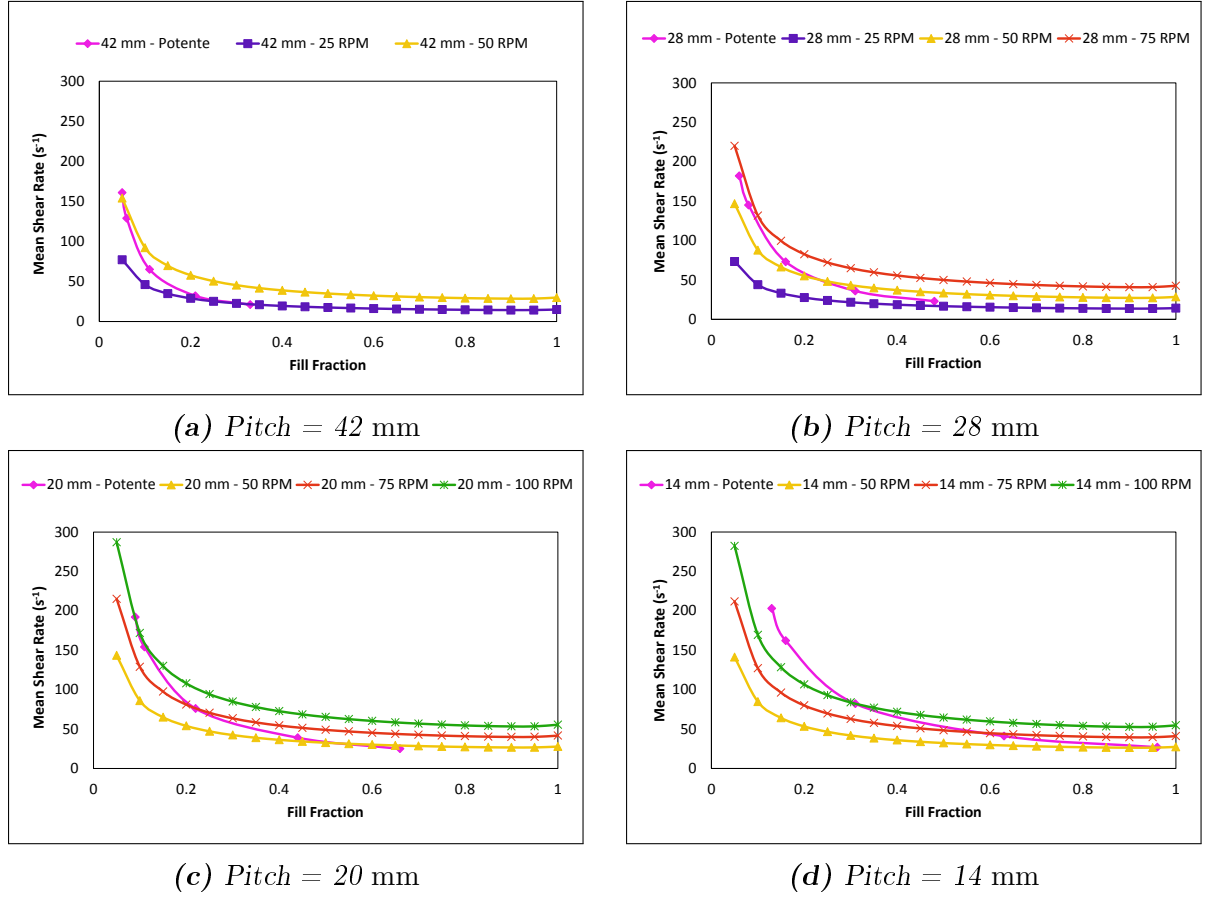 42 mm - Potente 42 mm - 25 RPM 42 mm - 50 RPM
300
250
200
150
100
50
0
Mean Shear Rate (s⁻¹)
0 0.2 0.4 0.6 0.8 1
Fill Fraction
(a) Pitch = 42 mm
28 mm - Potente 28 mm - 25 RPM 28 mm - 50 RPM 28 mm - 75 RPM
300
250
200
150
100
50
0
Mean Shear Rate (s⁻¹)
0 0.2 0.4 0.6 0.8 1
Fill Fraction
(b) Pitch = 28 mm
20 mm - Potente 20 mm - 50 RPM 20 mm - 75 RPM 20 mm - 100 RPM
300
250
200
150
100
50
0
Mean Shear Rate (s⁻¹)
0 0.2 0.4 0.6 0.8 1
Fill Fraction
(c) Pitch = 20 mm
14 mm - Potente 14 mm - 50 RPM 14 mm - 75 RPM 14 mm - 100 RPM
300
250
200
150
100
50
0
Mean Shear Rate (s⁻¹)
0 0.2 0.4 0.6 0.8 1
Fill Fraction
(d) Pitch = 14 mm